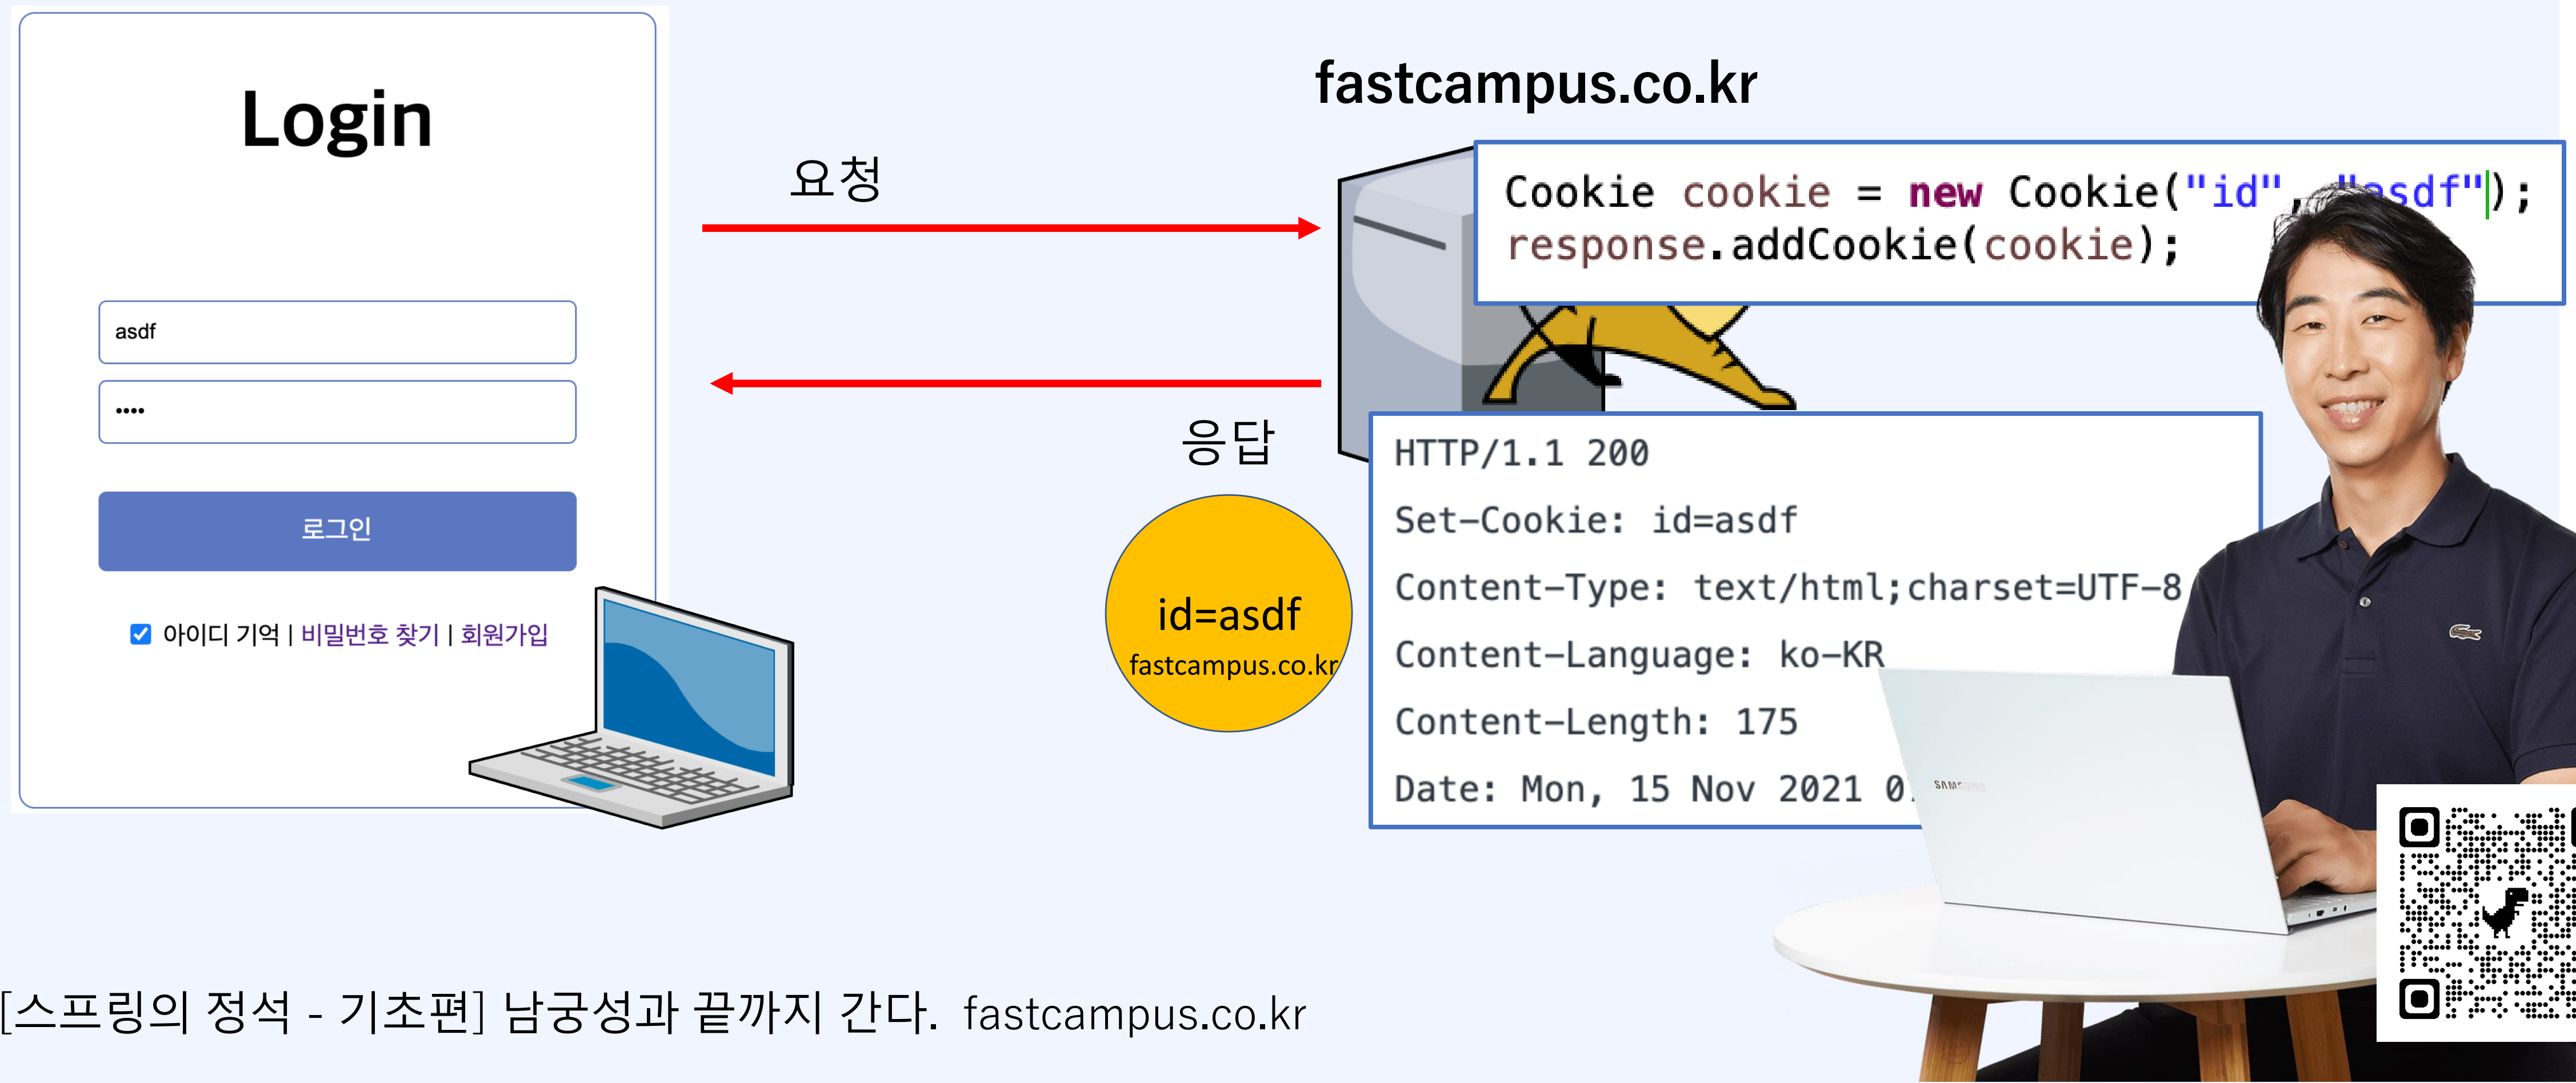 Login
asdf
로그인
아이디 기억 | 비밀번호 찾기 | 회원가입
요청
응답
id=asdf
fastcampus.co.kr
fastcampus.co.kr
Cookie cookie = new Cookie("id", "asdf");
response.addCookie(cookie);
HTTP/1.1 200
Set-Cookie: id=asdf
Content-Type: text/html;charset=UTF-8
Content-Language: ko-KR
Content-Length: 175
Date: Mon, 15 Nov 2021
SAMSUNG
[스프링의 정석 - 기초편] 남궁성과 끝까지 간다. fastcampus.co.kr